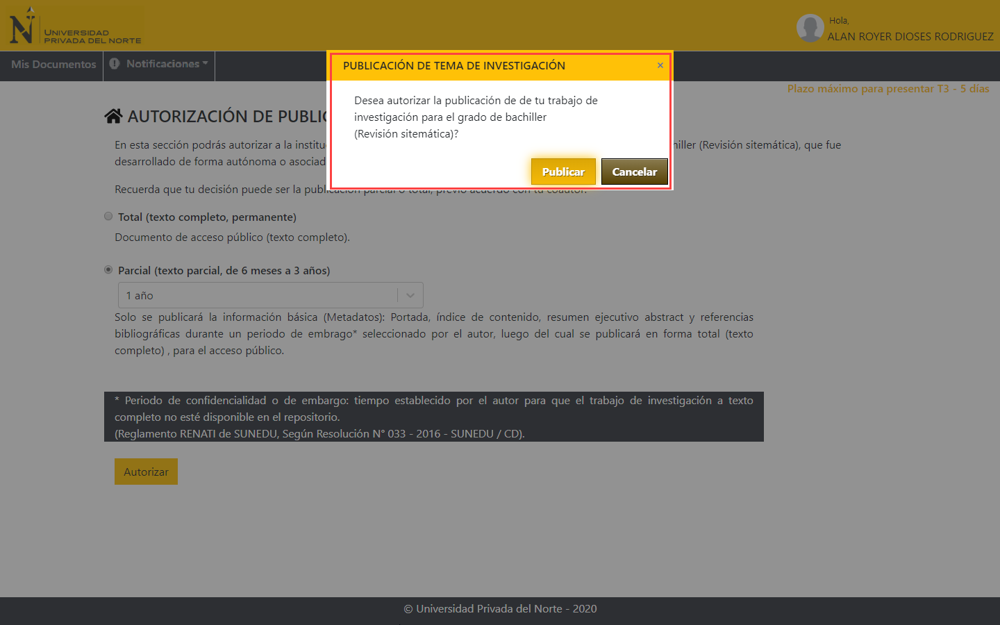 UNIVERSIDAD
PRIVADA DEL NORTE
Hola,
ALAN ROYER DIOSES RODRIGUEZ
Mis Documentos
Notificaciones
PUBLICACIÓN DE TEMA DE INVESTIGACIÓN
×
Plazo máximo para presentar T3 - 5 días
Desea autorizar la publicación de de tu trabajo de
investigación para el grado de bachiller
(Revisión sitemática)?
Publicar
Cancelar
AUTORIZACIÓN DE
En esta sección podrás autorizar a la (Revisión sitemática), que fue
desarrollado de forma autónoma o
Recuerda que tu decisión puede ser la publicación parcial o total, previo acuerdo con tu coautor.
Total (texto completo, permanente)
Documento de acceso público (texto completo).
Parcial (texto parcial, de 6 meses a 3 años)
1 año
Solo se publicará la información básica (Metadatos): Portada, índice de contenido, resumen ejecutivo abstract y referencias
bibliográficas durante un periodo de embrago* seleccionado por el autor, luego del cual se publicará en forma total (texto
completo) , para el acceso público.
* Periodo de confidencialidad o de embargo: tiempo establecido por el autor para que el trabajo de investigación a texto
completo no esté disponible en el repositorio.
(Reglamento RENATI de SUNEDU, Según Resolución N° 033 - 2016 - SUNEDU / CD).
Autorizar
© Universidad Privada del Norte - 2020